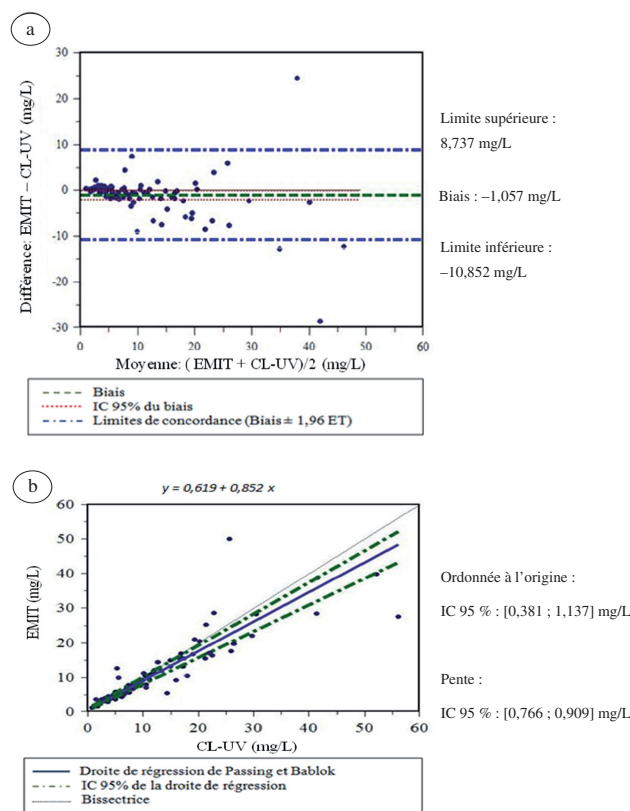 a
30
20
10
0
-10
-20
-30
0 10 20 30 40 50 60
Différence: EMIT – CL-UV (mg/L)
Moyenne: (EMIT + CL-UV)/2 (mg/L)
Biais
IC 95% du biais
Limites de concordance (Biais ± 1,96 ET)
Limite supérieure :
8,737 mg/L
Biais : –1,057 mg/L
Limite inférieure :
–10,852 mg/L
b
y = 0,619 + 0,852 x
60
50
40
30
20
10
0
0 10 20 30 40 50 60
EMIT (mg/L)
CL-UV (mg/L)
Droite de régression de Passing et Bablok
IC 95% de la droite de régression
Bissectrice
Ordonnée à l’origine :
IC 95 % : [0,381 ; 1,137] mg/L
Pente :
IC 95 % : [0,766 ; 0,909] mg/L